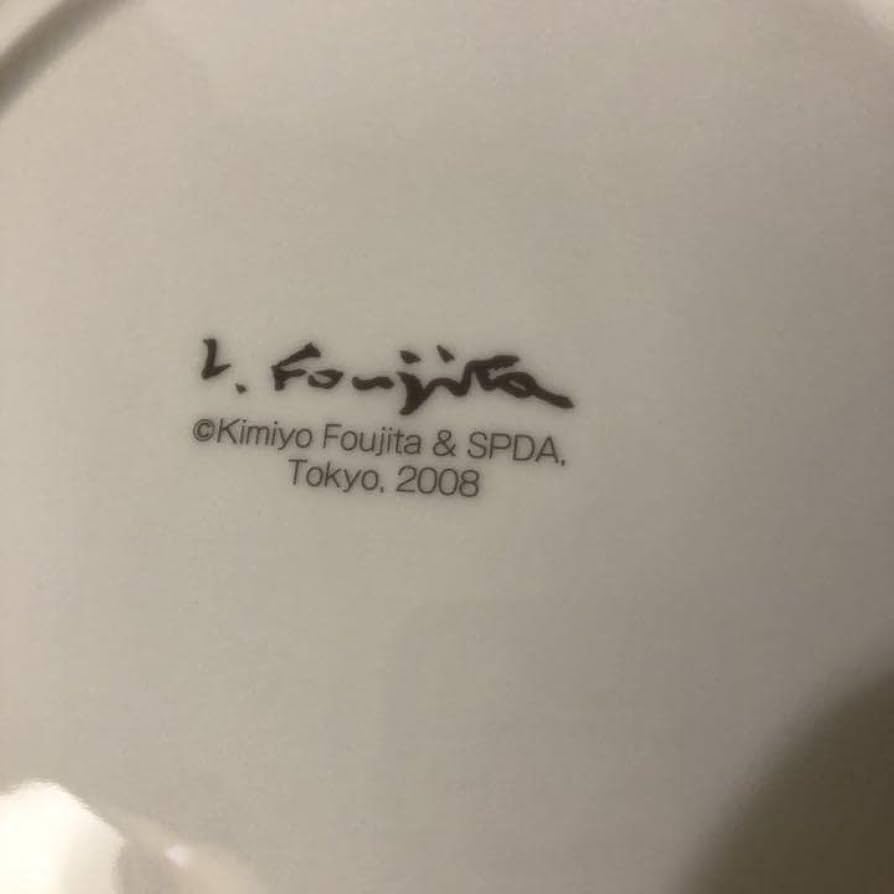 L. Foujita
©Kimiyo Foujita & SPDA,
Tokyo, 2008